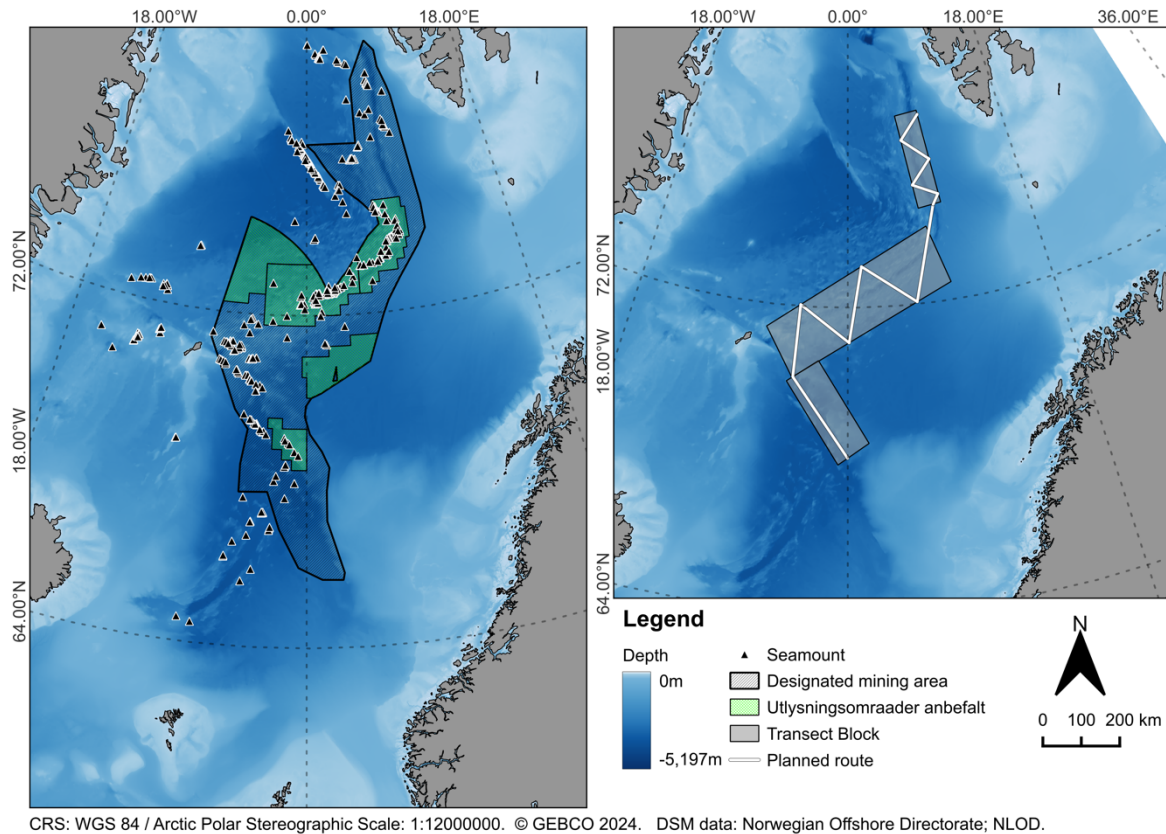 18.00°W 0.00° 18.00°E
18.00°W 0.00° 18.00°E 36.00°E
72.00°N
18.00°W
64.00°N
72.00°N
18.00°W
64.00°N
Legend
Depth
0m
-5,197m
Seamount
Designated mining area
Utlysningsomraader anbefalt
Transect Block
Planned route
N
0 100 200 km
CRS: WGS 84 / Arctic Polar Stereographic Scale: 1:12000000. © GEBCO 2024. DSM data: Norwegian Offshore Directorate; NLOD.